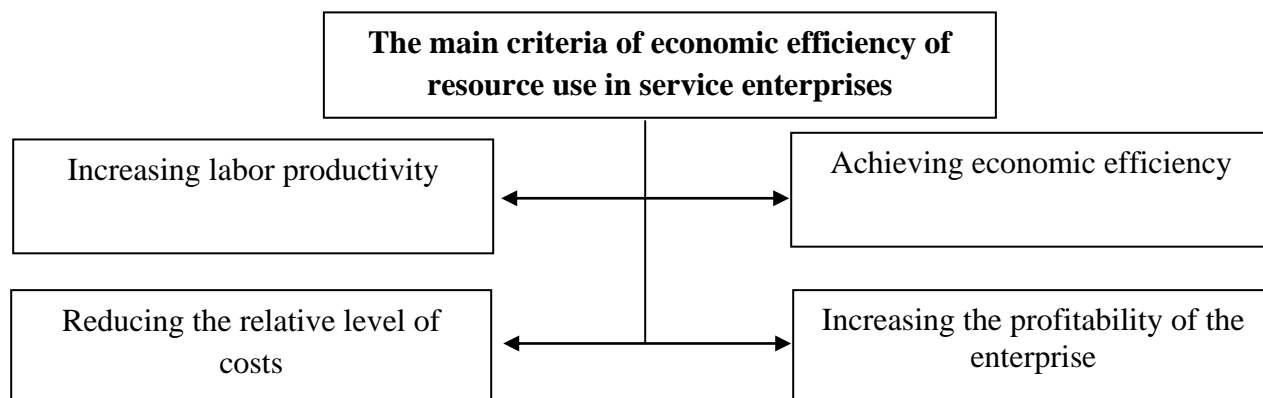 The main criteria of economic efficiency of
resource use in service enterprises
Increasing labor productivity
Achieving economic efficiency
Reducing the relative level of
costs
Increasing the profitability of the
enterprise